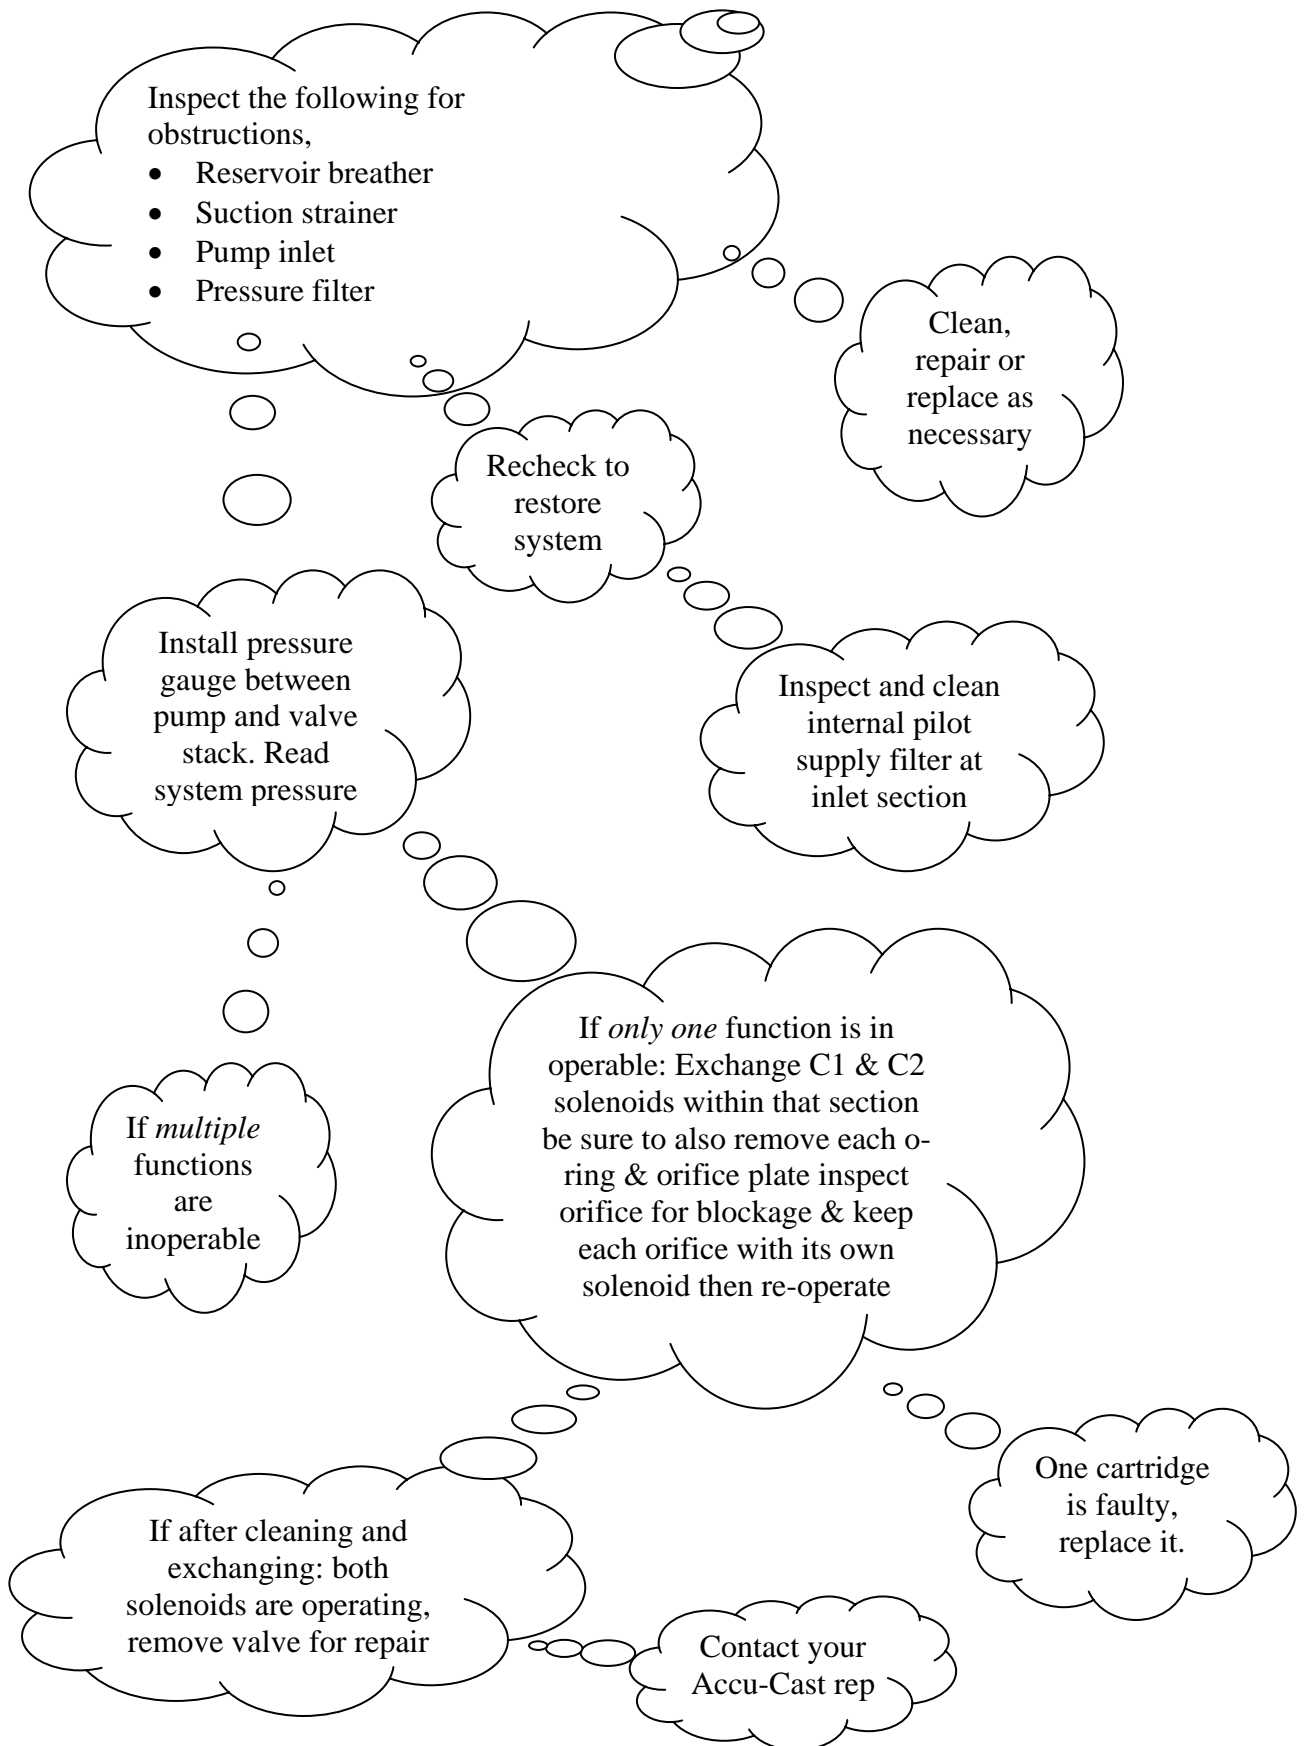 Inspect the following for
obstructions,
• Reservoir breather
• Suction strainer
• Pump inlet
• Pressure filter
Clean,
repair or
replace as
necessary
Recheck to
restore
system
Install pressure
gauge between
pump and valve
stack. Read
system pressure
Inspect and clean
internal pilot
supply filter at
inlet section
If only one function is in
operable: Exchange C1 & C2
solenoids within that section
be sure to also remove each o-
ring & orifice plate inspect
orifice for blockage & keep
each orifice with its own
solenoid then re-operate
If multiple
functions
are
inoperable
One cartridge
is faulty,
replace it.
If after cleaning and
exchanging: both
solenoids are operating,
remove valve for repair
Contact your
Accu-Cast rep